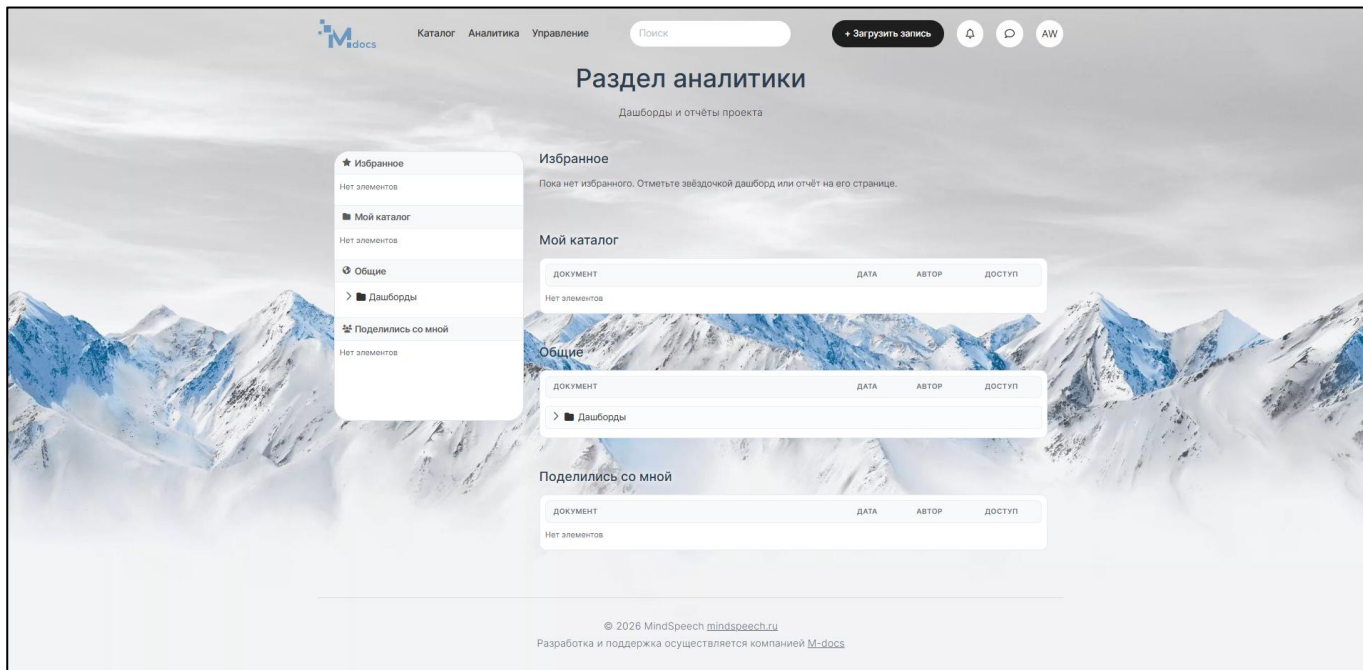 Mdocs
Каталог Аналитика Управление Поиск + Загрузить запись AW
Раздел аналитики
Дашборды и отчёты проекта
Избранное
Нет элементов
Мой каталог
Нет элементов
Общие
Дашборды
Поделились со мной
Нет элементов
Избранное
Пока нет избранного. Отметьте звёздочкой дашборд или отчёт на его странице.
Мой каталог
ДОКУМЕНТ ДАТА АВТОР ДОСТУП
Нет элементов
Общие
ДОКУМЕНТ ДАТА АВТОР ДОСТУП
Дашборды
Поделились со мной
ДОКУМЕНТ ДАТА АВТОР ДОСТУП
Нет элементов
© 2026 MindSpeech mindspeech.ru
Разработка и поддержка осуществляется компанией M-docs